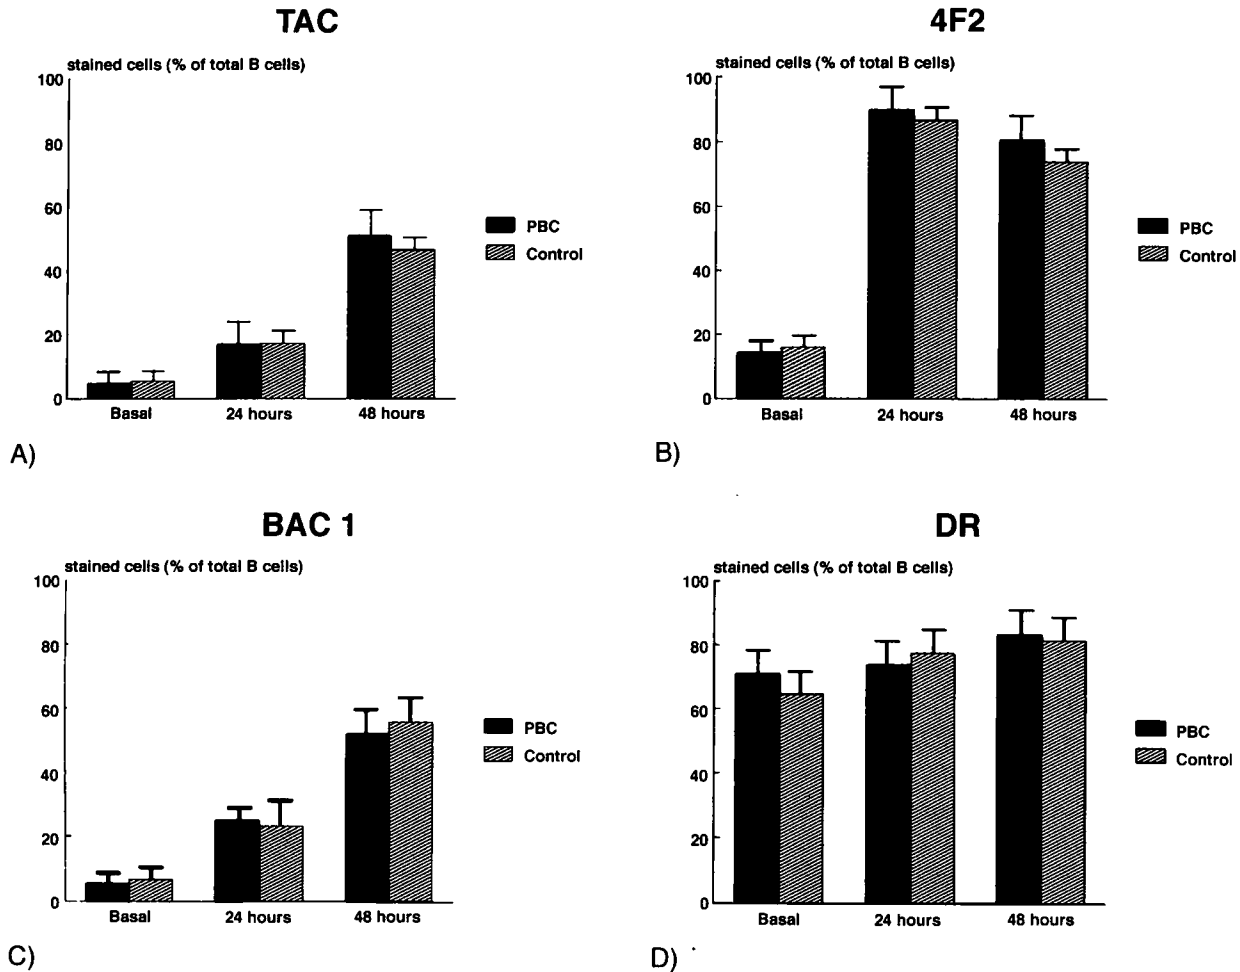 TAC
stained cells (% of total B cells)
100
80
60
40
20
0
Basal
24 hours
48 hours
PBC
Control
A)
4F2
stained cells (% of total B cells)
100
80
60
40
20
0
Basal
24 hours
48 hours
PBC
Control
B)
BAC 1
stained cells (% of total B cells)
100
80
60
40
20
0
Basal
24 hours
48 hours
PBC
Control
C)
DR
stained cells (% of total B cells)
100
80
60
40
20
0
Basal
24 hours
48 hours
PBC
Control
D)